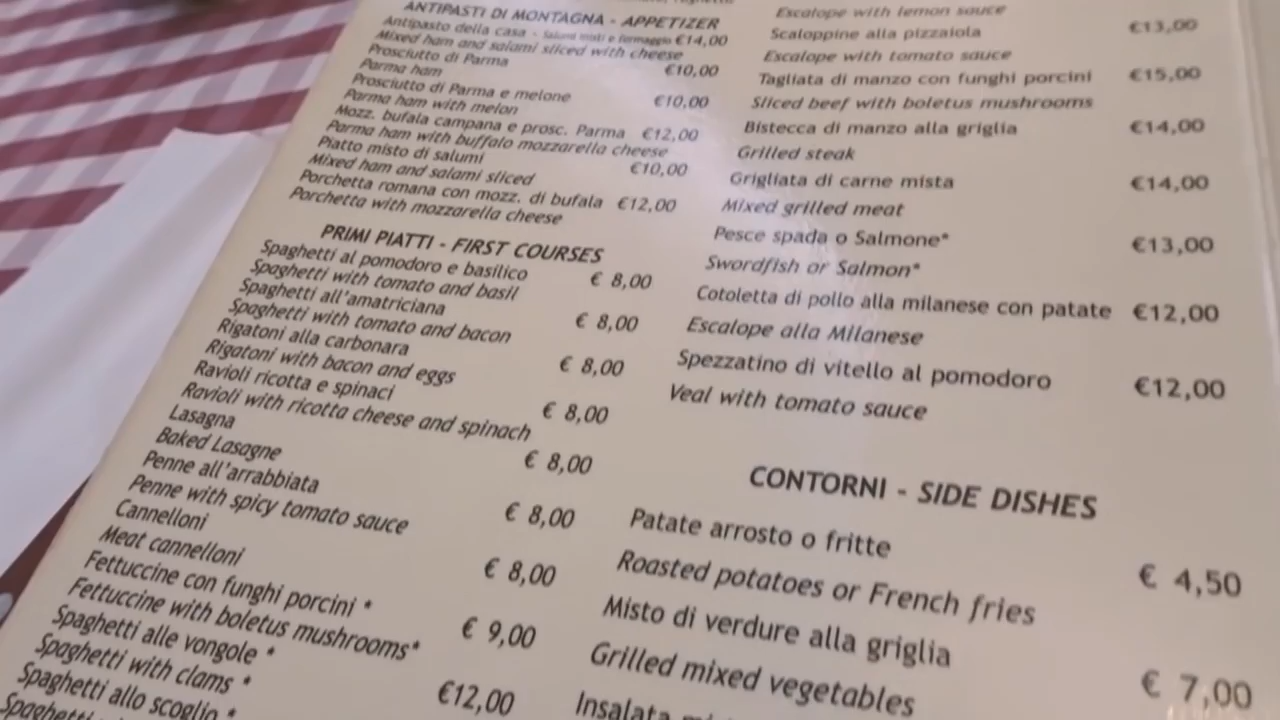 ANTIPASTI DI MONTAGNA - APPETIZER
Antipasto della casa - Salumi misti e formaggio €14,00
Mixed ham and salami sliced with cheese
Prosciutto di Parma €10,00
Parma ham
Prosciutto di Parma e melone €10,00
Parma ham with melon
Mozz. bufala campana e prosc. Parma €12,00
Parma ham with buffalo mozzarella cheese
Piatto misto di salumi €10,00
Mixed ham and salami sliced
Porchetta romana con mozz. di bufala €12,00
Porchetta with mozzarella cheese
PRIMI PIATTI - FIRST COURSES
Spaghetti al pomodoro e basilico € 8,00
Spaghetti with tomato and basil
Spaghetti all'amatriciana € 8,00
Spaghetti with tomato and bacon
Rigatoni alla carbonara € 8,00
Rigatoni with bacon and eggs
Ravioli ricotta e spinaci € 8,00
Ravioli with ricotta cheese and spinach
Lasagna € 8,00
Baked Lasagne
Penne all'arrabbiata € 8,00
Penne with spicy tomato sauce
Cannelloni € 8,00
Meat cannelloni
Fettuccine con funghi porcini * € 9,00
Fettuccine with boletus mushrooms*
Spaghetti alle vongole * €12,00
Spaghetti with clams *
Spaghetti allo scoglio *
Spaghetti
Escalope with lemon sauce
Scaloppine alla pizzaiola €13,00
Escalope with tomato sauce
Tagliata di manzo con funghi porcini €15,00
Sliced beef with boletus mushrooms
Bistecca di manzo alla griglia €14,00
Grilled steak
Grigliata di carne mista €14,00
Mixed grilled meat
Pesce spada o Salmone* €13,00
Swordfish or Salmon*
Cotoletta di pollo alla milanese con patate €12,00
Escalope alla Milanese
Spezzatino di vitello al pomodoro €12,00
Veal with tomato sauce
CONTORNI - SIDE DISHES
Patate arrosto o fritte € 4,50
Roasted potatoes or French fries
Misto di verdure alla griglia € 7,00
Grilled mixed vegetables
Insalata